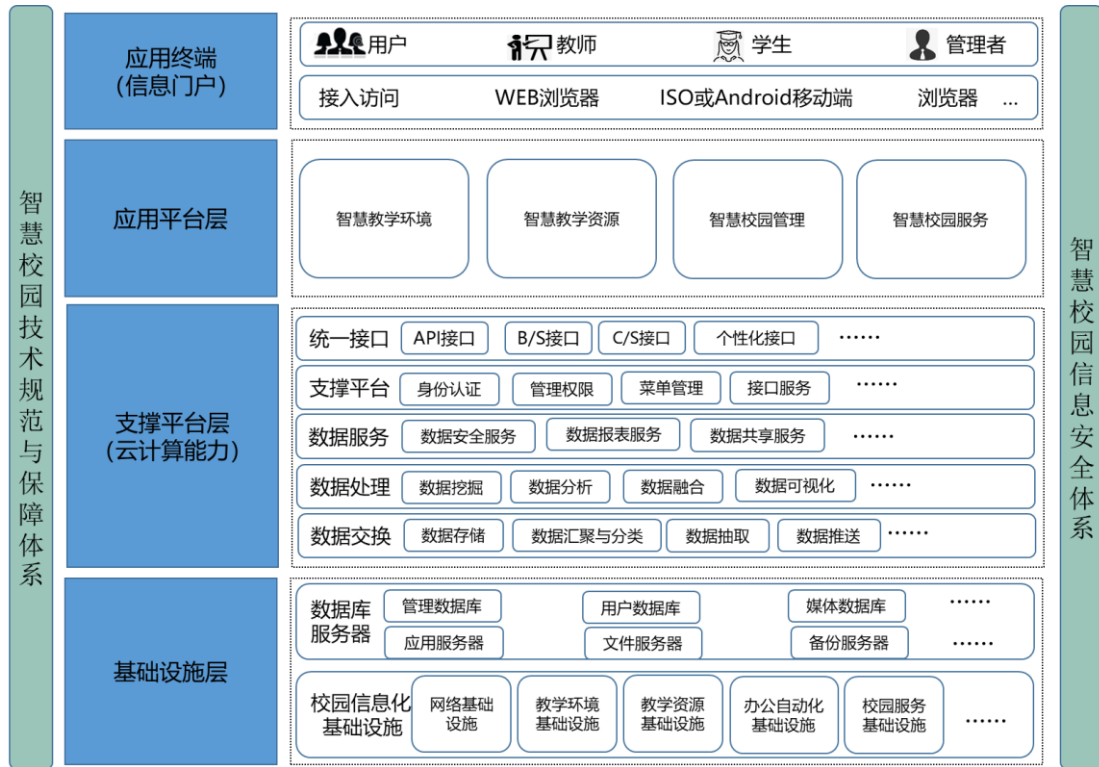 智慧校园技术规范与保障体系
应用终端
(信息门户)
用户 教师 学生 管理者
接入访问 WEB浏览器 ISO或Android移动端 浏览器 ...
应用平台层
智慧教学环境 智慧教学资源 智慧校园管理 智慧校园服务
支撑平台层
(云计算能力)
统一接口 API接口 B/S接口 C/S接口 个性化接口 ……
支撑平台 身份认证 管理权限 菜单管理 接口服务 ……
数据服务 数据安全服务 数据报表服务 数据共享服务 ……
数据处理 数据挖掘 数据分析 数据融合 数据可视化 ……
数据交换 数据存储 数据汇聚与分类 数据抽取 数据推送 ……
基础设施层
数据库
服务器
管理数据库 用户数据库 媒体数据库 ……
应用服务器 文件服务器 备份服务器 ……
校园信息化
基础设施
网络基础
设施
教学环境
基础设施
教学资源
基础设施
办公自动化
基础设施
校园服务
基础设施
……
智慧校园信息安全体系